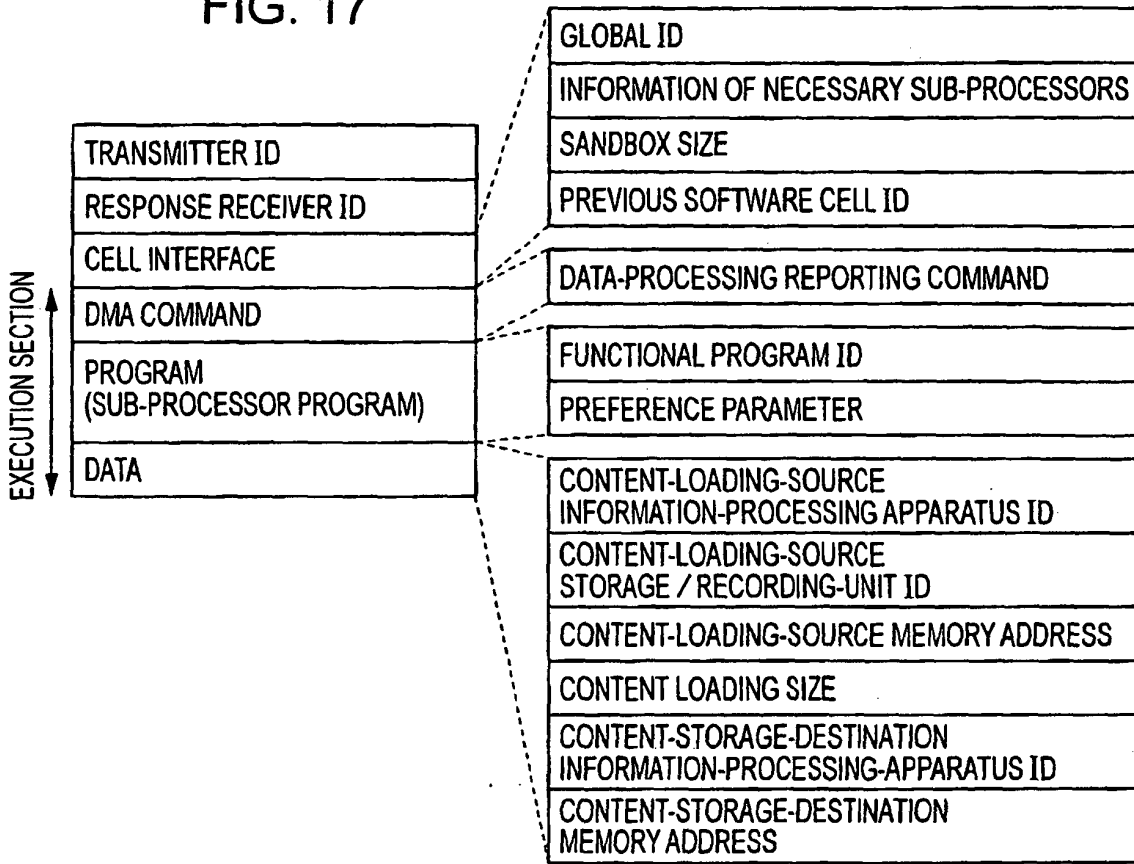 FIG. 17
EXECUTION SECTION
TRANSMITTER ID
RESPONSE RECEIVER ID
CELL INTERFACE
DMA COMMAND
PROGRAM
(SUB-PROCESSOR PROGRAM)
DATA
GLOBAL ID
INFORMATION OF NECESSARY SUB-PROCESSORS
SANDBOX SIZE
PREVIOUS SOFTWARE CELL ID
DATA-PROCESSING REPORTING COMMAND
FUNCTIONAL PROGRAM ID
PREFERENCE PARAMETER
CONTENT-LOADING-SOURCE
INFORMATION-PROCESSING APPARATUS ID
CONTENT-LOADING-SOURCE
STORAGE / RECORDING-UNIT ID
CONTENT-LOADING-SOURCE MEMORY ADDRESS
CONTENT LOADING SIZE
CONTENT-STORAGE-DESTINATION
INFORMATION-PROCESSING-APPARATUS ID
CONTENT-STORAGE-DESTINATION
MEMORY ADDRESS